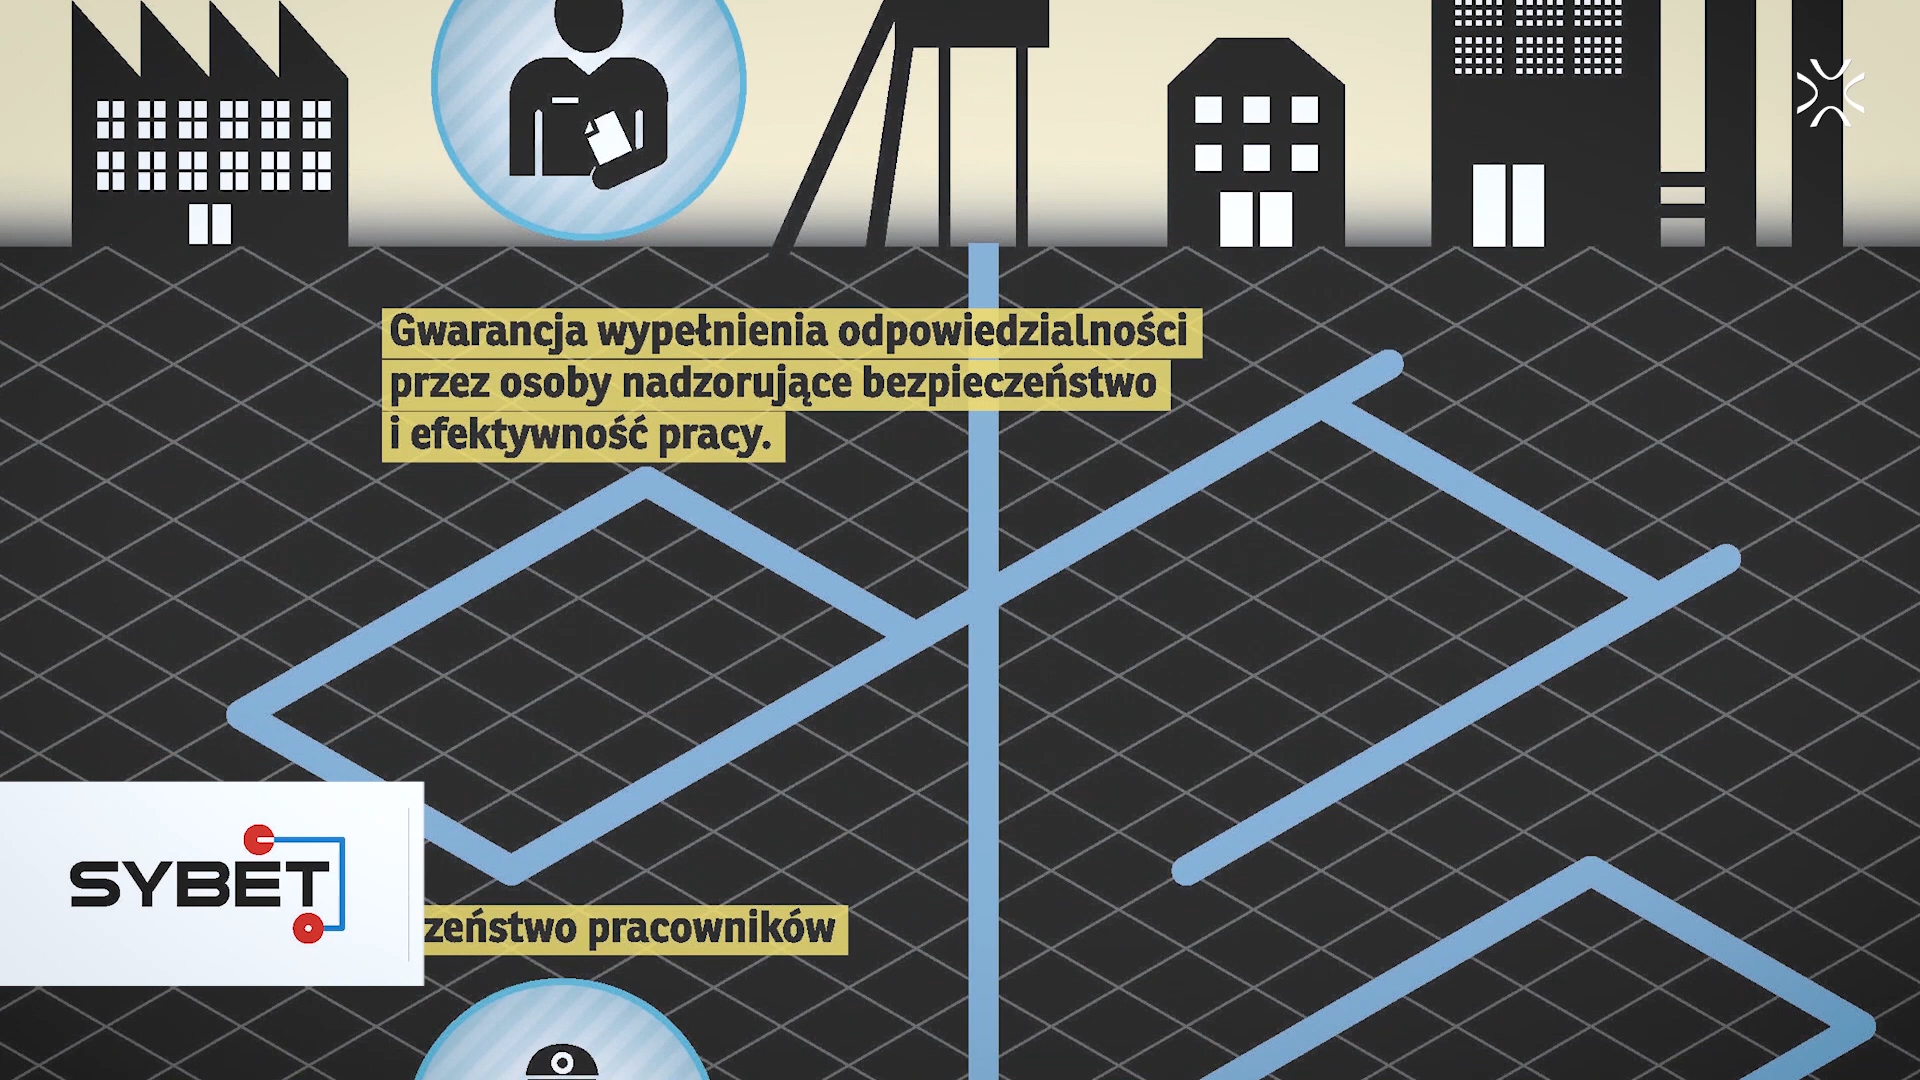 Gwarancja wypełnienia odpowiedzialności
przez osoby nadzorujące bezpieczeństwo
i efektywność pracy.
SYBET
zeństwo pracowników